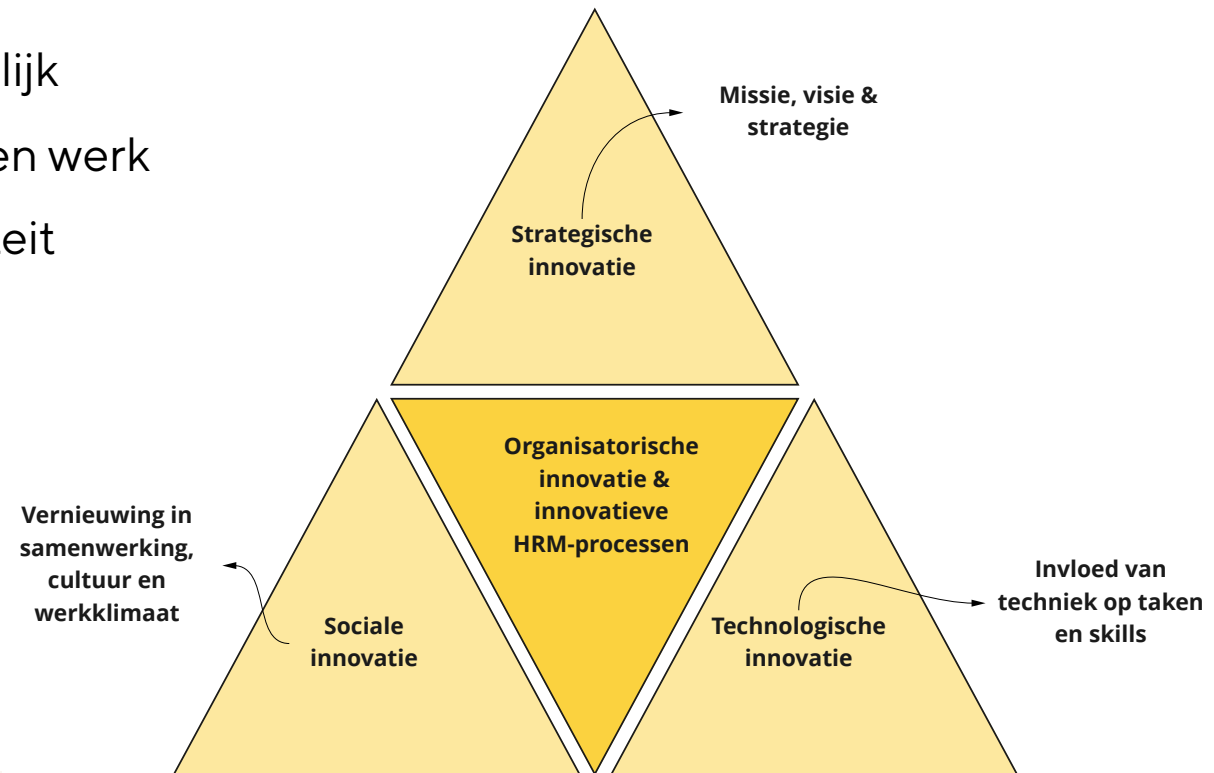 lijk
en werk
eit
Missie, visie &
strategie
Strategische
innovatie
Organisatorische
innovatie &
innovatieve
HRM-processen
Vernieuwing in
samenwerking,
cultuur en
werkklimaat
Sociale
innovatie
Technologische
innovatie
Invloed van
techniek op taken
en skills